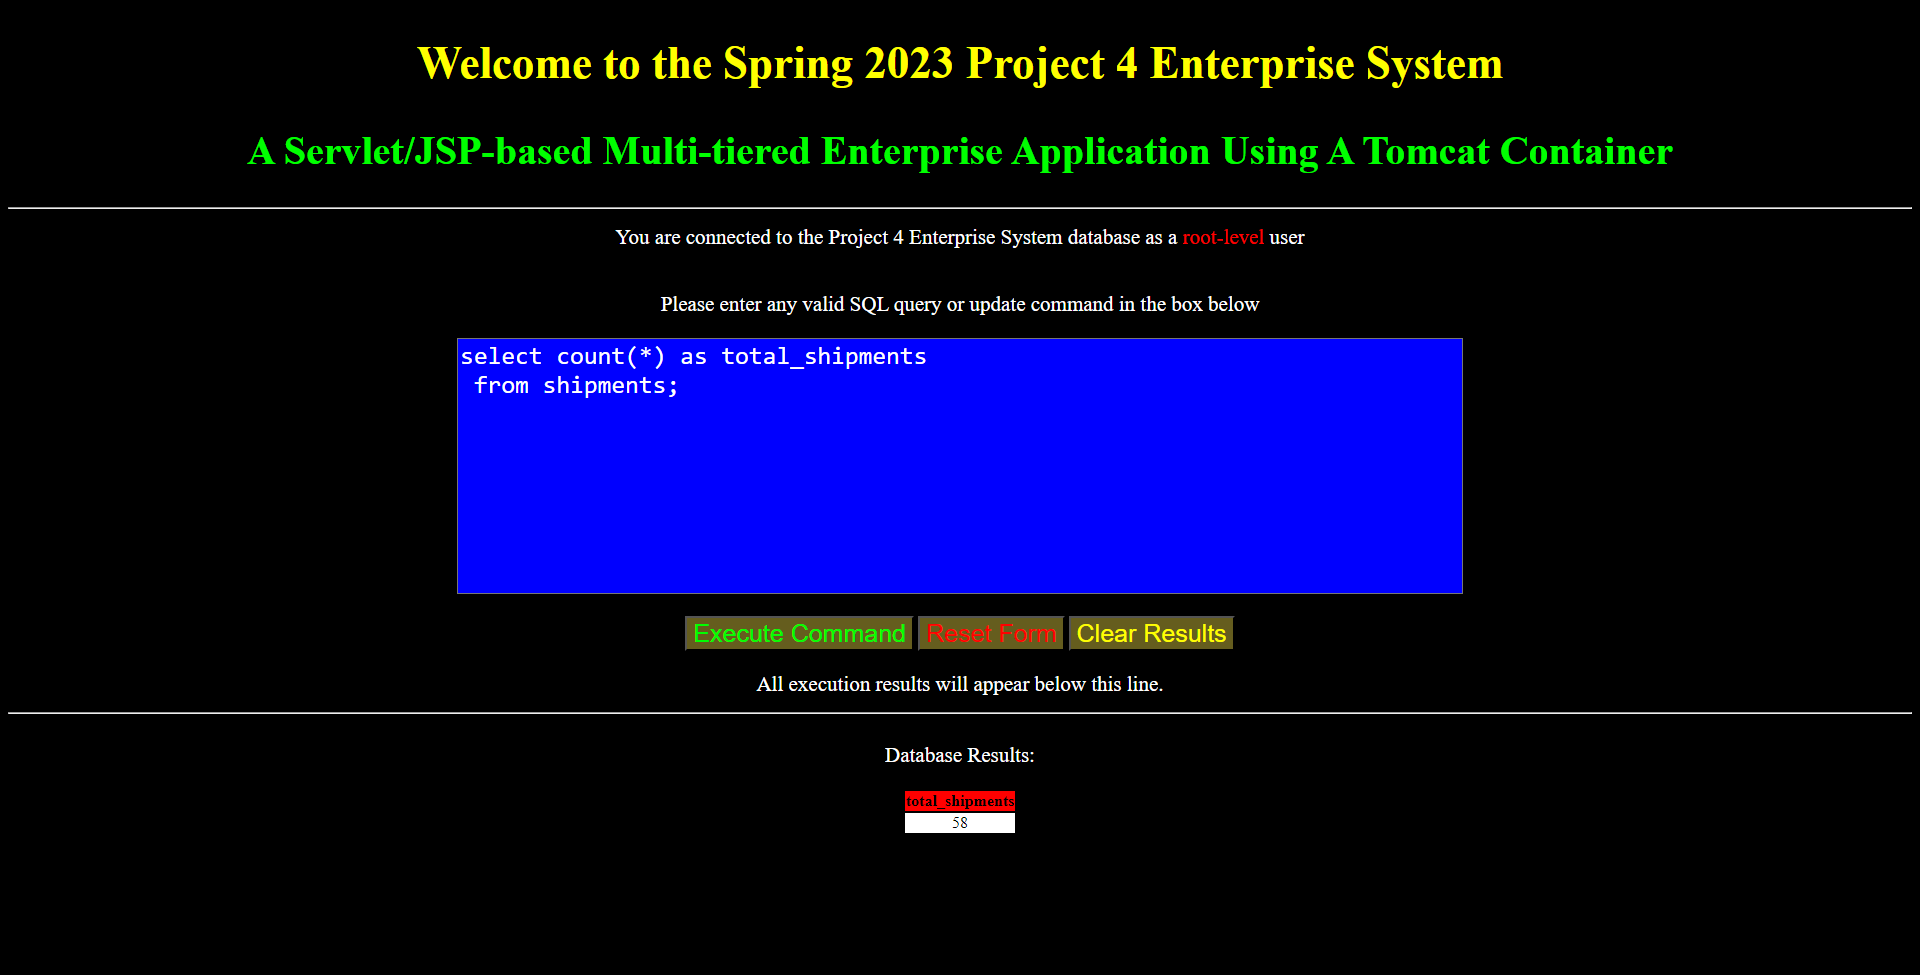 Welcome to the Spring 2023 Project 4 Enterprise System
A Servlet/JSP-based Multi-tiered Enterprise Application Using A Tomcat Container
You are connected to the Project 4 Enterprise System database as a root-level user
Please enter any valid SQL query or update command in the box below
select count(*) as total_shipments
from shipments;
Execute Command Reset Form Clear Results
All execution results will appear below this line.
Database Results:
total_shipments
58